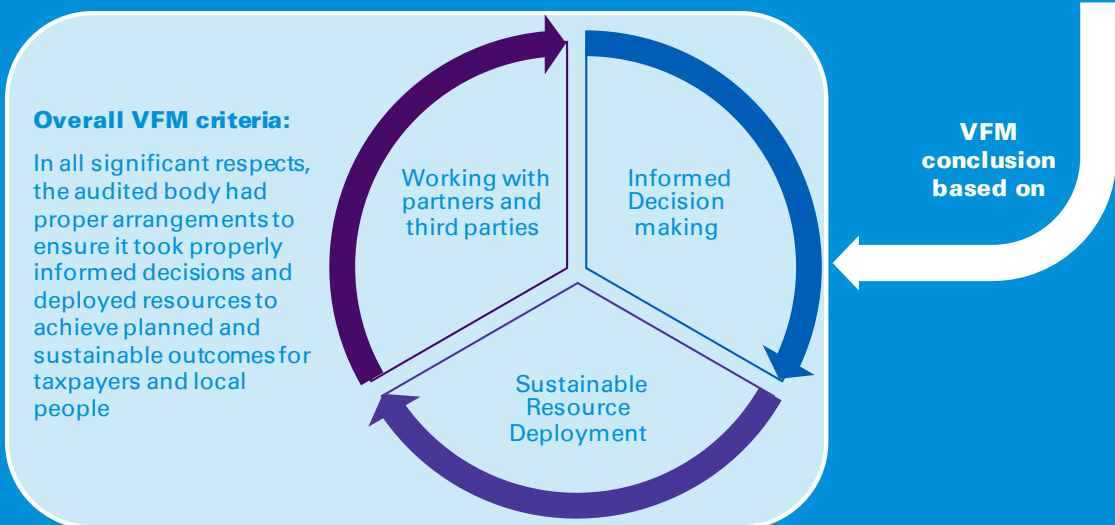 Overall VFM criteria:
In all significant respects,
the audited body had
proper arrangements to
ensure it took properly
informed decisions and
deployed resources to
achieve planned and
sustainable outcomes for
taxpayers and local
people
Working with
partners and
third parties
Informed
Decision
making
Sustainable
Resource
Deployment
VFM
conclusion
based on